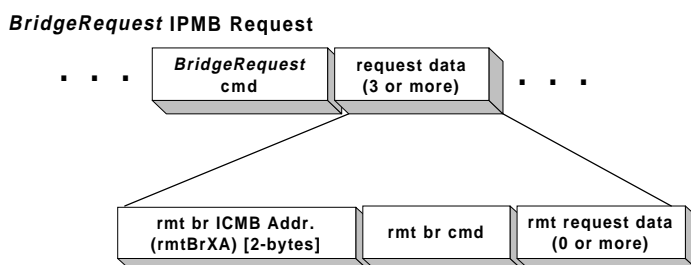 BridgeRequest IPMB Request
. . . BridgeRequest cmd request data (3 or more) . . .
rmt br ICMB Addr. (rmtBrXA) [2-bytes] rmt br cmd rmt request data (0 or more)